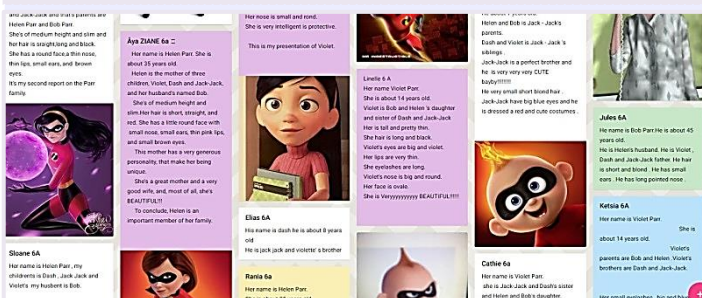 and Jack-Jack and that's parents are
Helen Parr and Bob Parr.
She's of medium height and slim and
her hair is sraight,long and black.
She has a round face,a thin nose,
thin lips, small ears, and brown
eyes.
It's my second report on the Parr
family.
Sloane 6A
Her name is Helen Parr, my
childrents is Dash, Jack Jack and
Violet's my husbent is Bob.
Âya ZIANE 6a ::
Her name is Helen Parr. She is
about 35 years old.
Helen is the mother of three
children, Violet, Dash and Jack-Jack,
and her husband's named Bob.
She's of medium height and
slim.Her hair is short, straight, and
red. She has a little round face with
small nose, small ears, thin pink lips,
and small brown eyes.
This mother has a very generous
personality, that make her being
unique.
She's a great mother and a very
good wife, and, most of all, she's
BEAUTIFUL!!!
To conclude, Helen is an
important member of her family.
Her nose is small and rond.
She is very intelligent is protective.
This is my presentation of Violet.
Elias 6A
His name is dash he is about 8 years
old
He is jack jack and violette' s brother
Rania 6a
Linelle 6 A
Her name Violet Parr.
She is about 14 years old.
Violet is Bob and Helen 's daughter
and sister of Dash and Jack-Jack
Her is tall and pretty thin.
She hair is long and black.
Violet's eyes are big and violet.
Her lips are very thin.
She eyelashes are long.
Violet's nose is big and round.
Her face is ovale.
She is Veryyyyyyyyy BEAUTIFUL!!!!!
Helen and Bob is Jack - Jack's
parents.
Dash and Violet is Jack - Jack 's
siblings .
Jack-Jack is a perfect brother and
he is very very very CUTE
bayby!!!!!!!
He very small short blond hair .
Jack-Jack have big blue eyes and he
is dressed a red and cute costumes .
Cathie 6a
Her name is Violet Parr.
she is Jack-Jack and Dash's sister
and Helen and Bob's daughter.
Jules 6A
He name is Bob Parr.He is about 45
years old.
He is Helen's husband. He is Violet ,
Dash and Jack-Jack father. He hair
is short and blond . He has small
ears . He has long pointed nose .
Ketsia 6A
Her name is Violet Parr.
She is
about 14 year old.
Violet's
parents are Bob and Helen .Violet's
brothers are Dash and Jack-Jack.